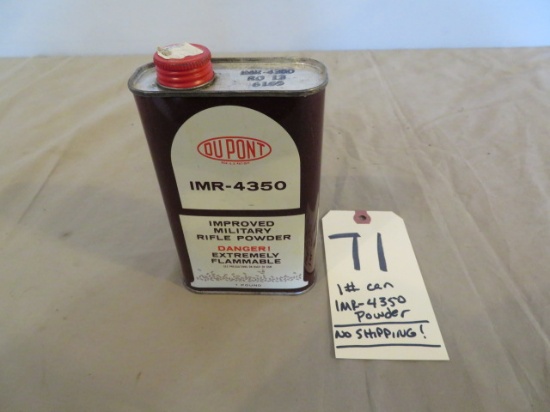 IMR-4350
DU PONT
IMR-4350
IMPROVED
MILITARY
RIFLE POWDER
DANGER!
EXTREMELY
FLAMMABLE
71
1# can
IMR-4350
Powder
NO SHIPPING!